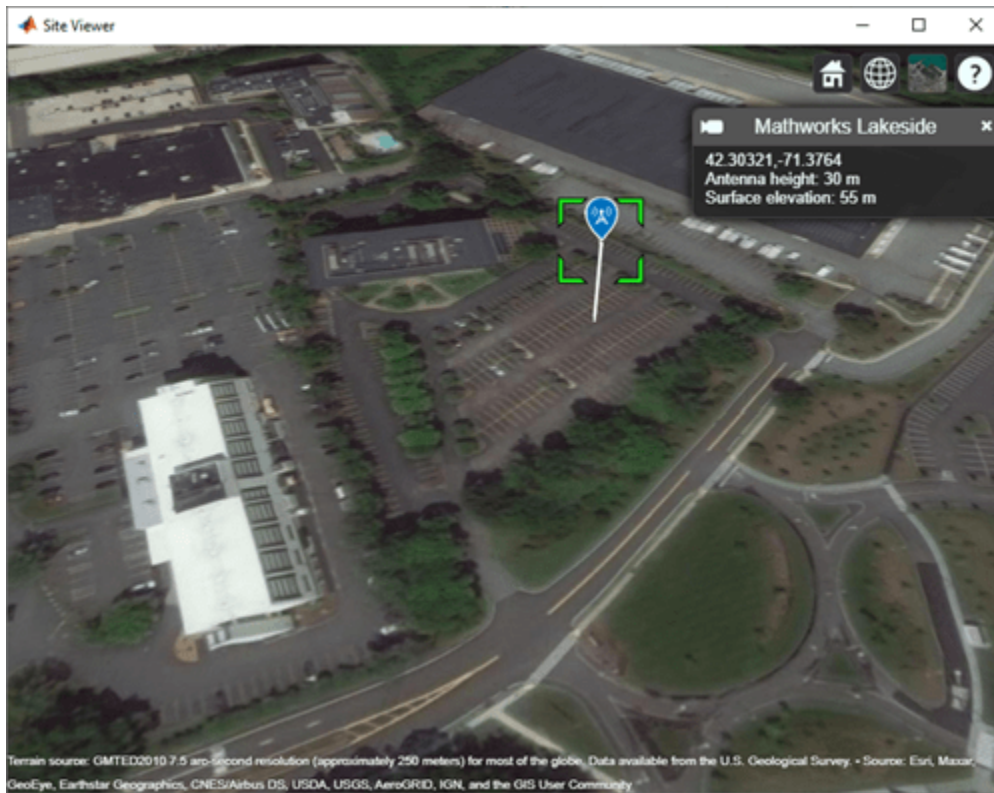 Site Viewer
Mathworks Lakeside
42.30321,-71.3764
Antenna height: 30 m
Surface elevation: 55 m
Terrain source: GMTED2010 7.5 arc-second resolution (approximately 250 meters) for most of the globe. Data available from the U.S. Geological Survey. - Source: Esri, Maxar,
GeoEye, Earthstar Geographics, CNES/Airbus DS, USDA, USGS, AeroGRID, IGN, and the GIS User Community